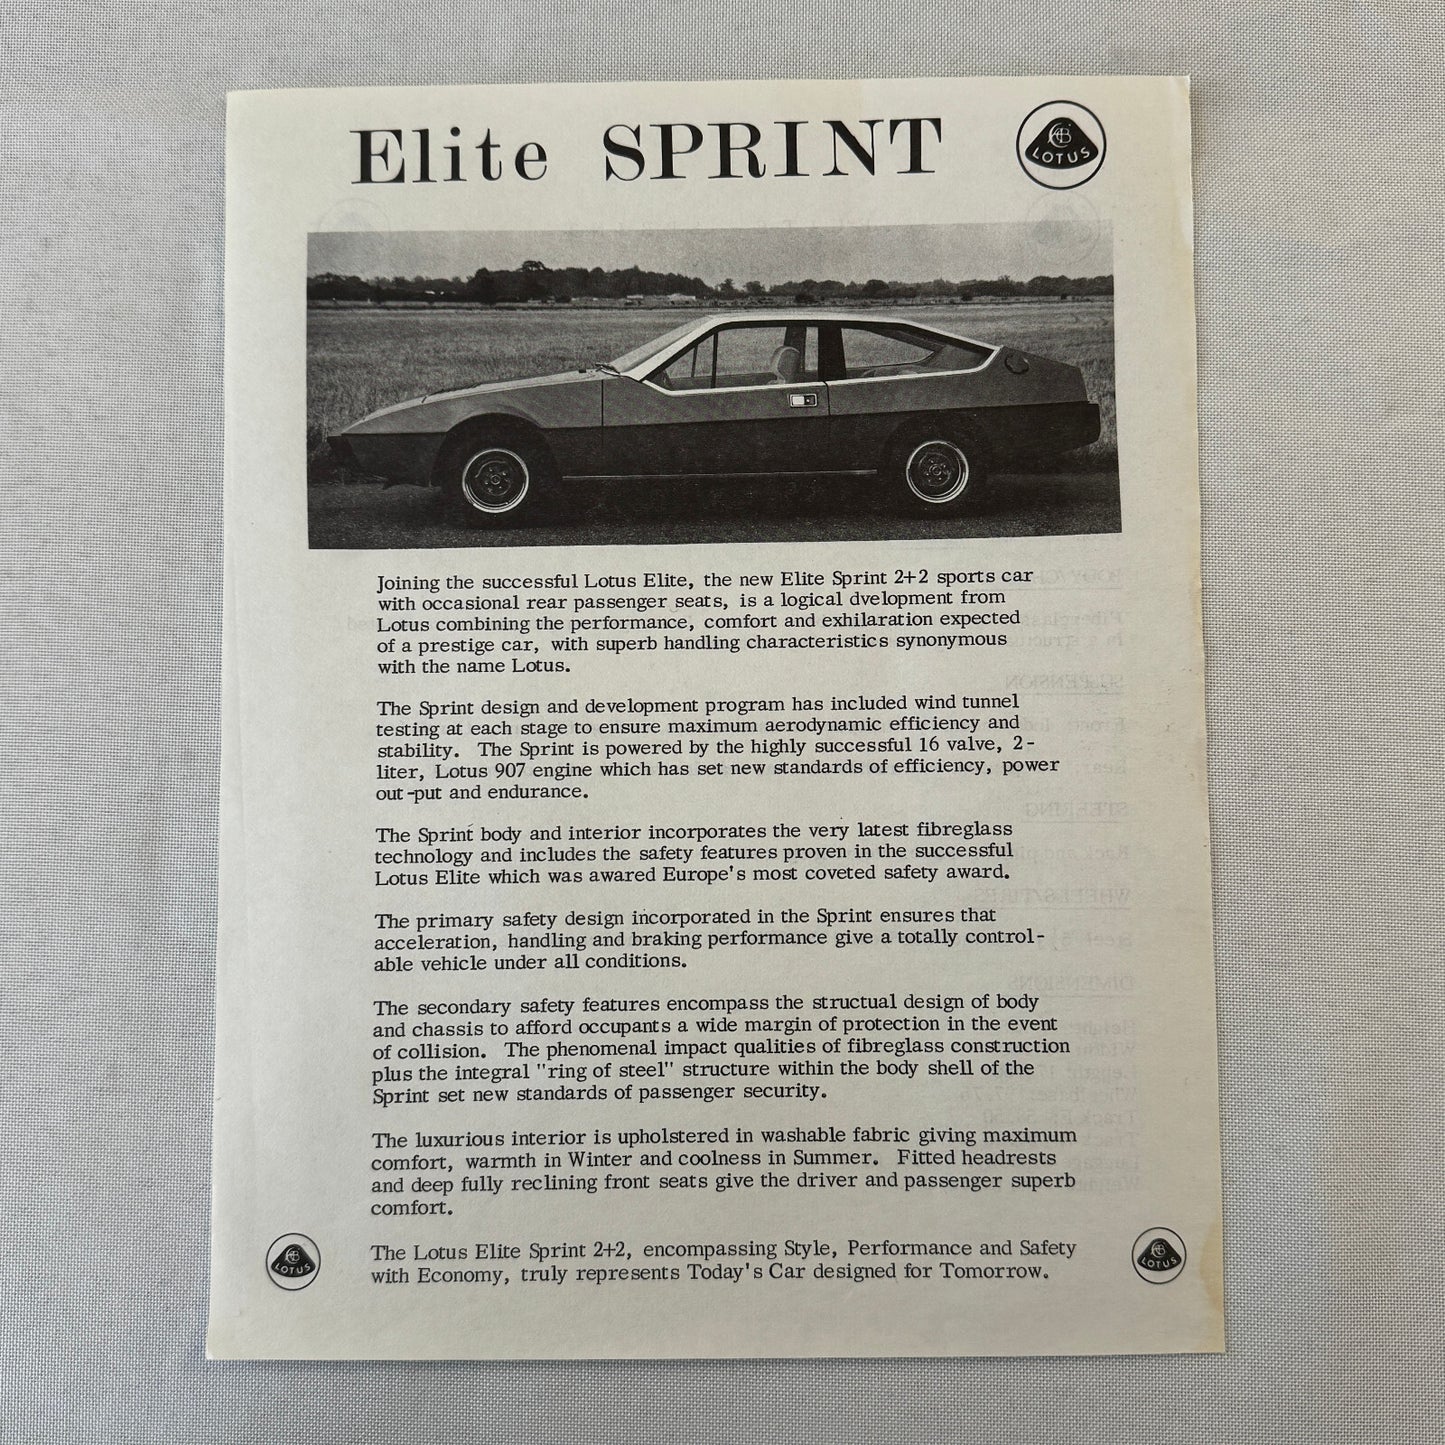 Elite SPRINT
LOTUS
Joining the successful Lotus Elite, the new Elite Sprint 2+2 sports car
with occasional rear passenger seats, is a logical dvelopment from
Lotus combining the performance, comfort and exhilaration expected
of a prestige car, with superb handling characteristics synonymous
with the name Lotus.
The Sprint design and development program has included wind tunnel
testing at each stage to ensure maximum aerodynamic efficiency and
stability. The Sprint is powered by the highly successful 16 valve, 2-
liter, Lotus 907 engine which has set new standards of efficiency, power
out-put and endurance.
The Sprint body and interior incorporates the very latest fibreglass
technology and includes the safety features proven in the successful
Lotus Elite which was awared Europe's most coveted safety award.
The primary safety design incorporated in the Sprint ensures that
acceleration, handling and braking performance give a totally control-
able vehicle under all conditions.
The secondary safety features encompass the structual design of body
and chassis to afford occupants a wide margin of protection in the event
of collision. The phenomenal impact qualities of fibreglass construction
plus the integral "ring of steel" structure within the body shell of the
Sprint set new standards of passenger security.
The luxurious interior is upholstered in washable fabric giving maximum
comfort, warmth in Winter and coolness in Summer. Fitted headrests
and deep fully reclining front seats give the driver and passenger superb
comfort.
The Lotus Elite Sprint 2+2, encompassing Style, Performance and Safety
with Economy, truly represents Today's Car designed for Tomorrow.
LOTUS
LOTUS